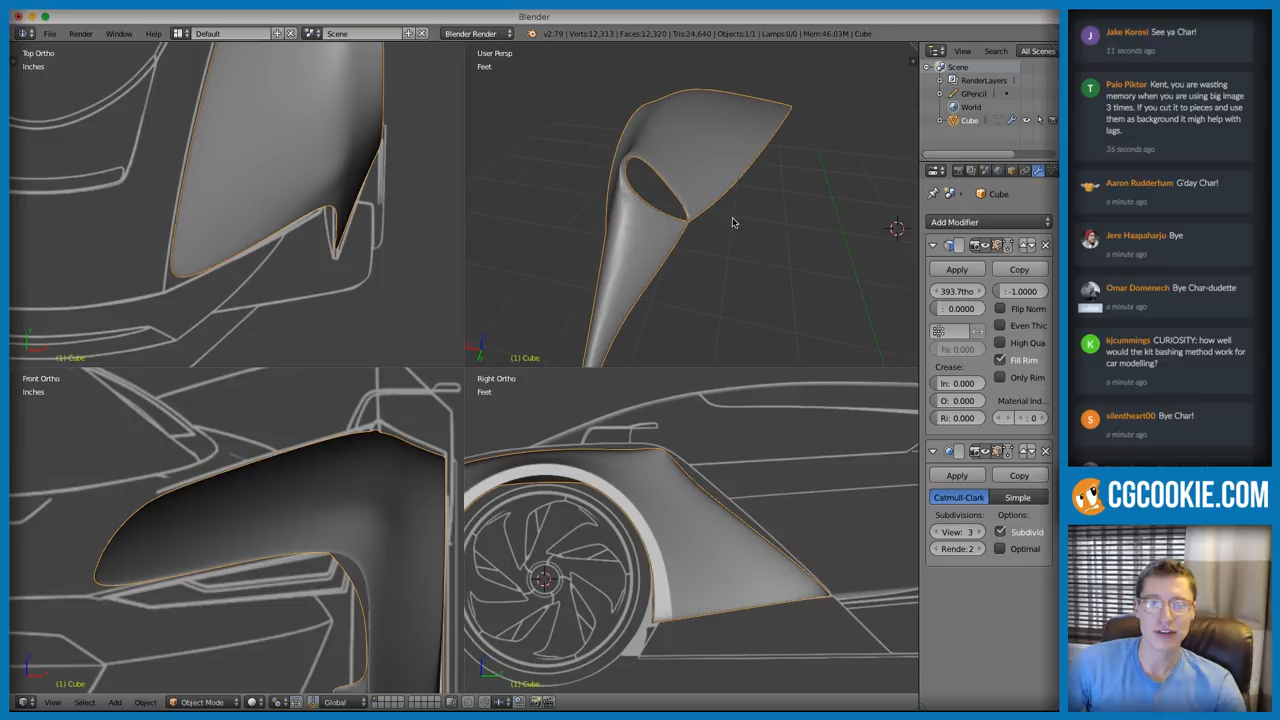 Blender
File Render Window Help Default Scene Blender Render v2.79 | Verts:12,313 | Faces:12,320 | Tris:24,640 | Objects:1/1 | Lamps:0/0 | Mem:46.03M | Cube
Top Ortho
Inches
(1) Cube
User Persp
Feet
(1) Cube
Front Ortho
Inches
(1) Cube
Right Ortho
Feet
(1) Cube
View Select Add Object Object Mode Global
View Search All Scenes
Scene
RenderLayers
GPencil
World
Cube
Cube
Add Modifier
Apply Copy
393.7tho : -1.0000
: 0.0000 Flip Norm
Even Thic
Fa: 0.000 High Qua
Fill Rim
Crease: Only Rim
In: 0.000 Material Ind...
O: 0.000
Ri: 0.000 : 0
Apply Copy
Catmull-Clark Simple
Subdivisions: Options:
View: 3 Subdivid
Rende:2 Optimal
J Jake Korosi See ya Char!
11 seconds ago
T Palo Piktor Kent, you are wasting
memory when you are using big image
3 times. If you cut it to pieces and use
them as background it migh help with
lags.
36 seconds ago
Aaron Rudderham G'day Char!
a minute ago
Jere Haapaharju Bye
a minute ago
Omar Domenech Bye Char-dudette
a minute ago
K kjcummings CURIOSITY: how well
would the kit bashing method work for
car modelling?
a minute ago
S silentheart00 Bye Char!
a minute ago
CGCOOKIE.COM